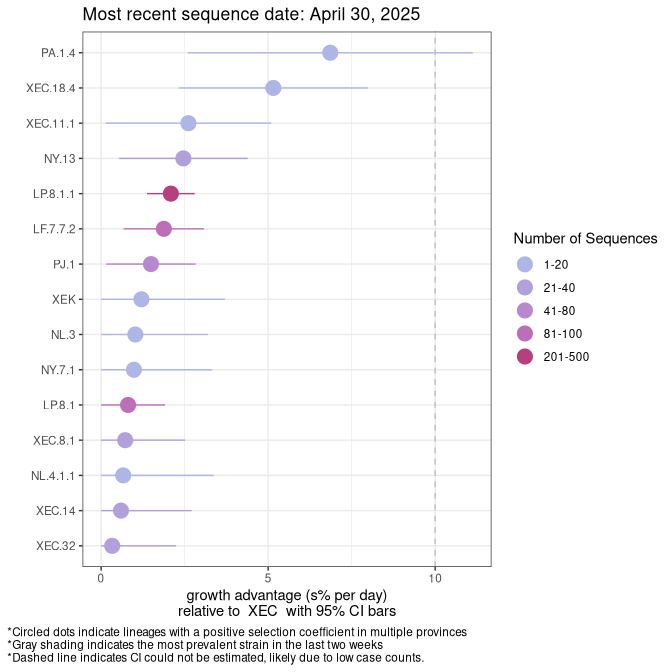 Most recent sequence date: April 30, 2025
PA.1.4
XEC.18.4
XEC.11.1
NY.13
LP.8.1.1
LF.7.7.2
PJ.1
XEK
NL.3
NY.7.1
LP.8.1
XEC.8.1
NL.4.1.1
XEC.14
XEC.32
0 5 10
growth advantage (s% per day)
relative to XEC with 95% CI bars
Number of Sequences
1-20
21-40
41-80
81-100
201-500
*Circled dots indicate lineages with a positive selection coefficient in multiple provinces
*Gray shading indicates the most prevalent strain in the last two weeks
*Dashed line indicates CI could not be estimated, likely due to low case counts.